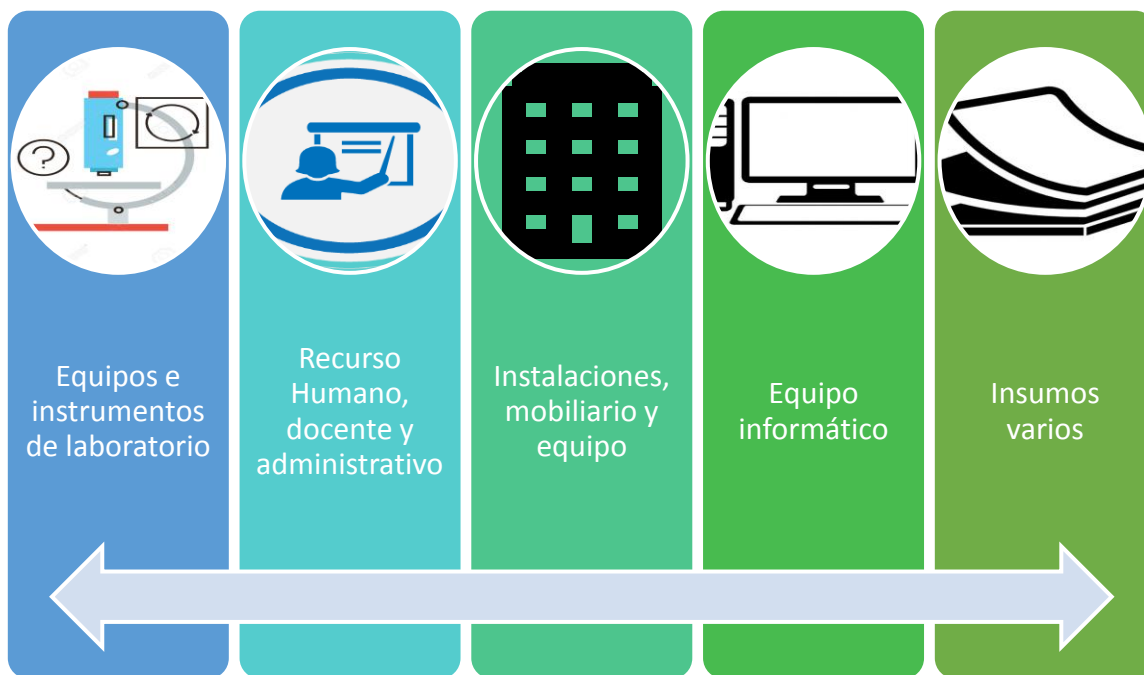 Equipos e
instrumentos
de laboratorio
Recurso
Humano,
docente y
administrativo
Instalaciones,
mobiliario y
equipo
Equipo
informático
Insumos
varios
?